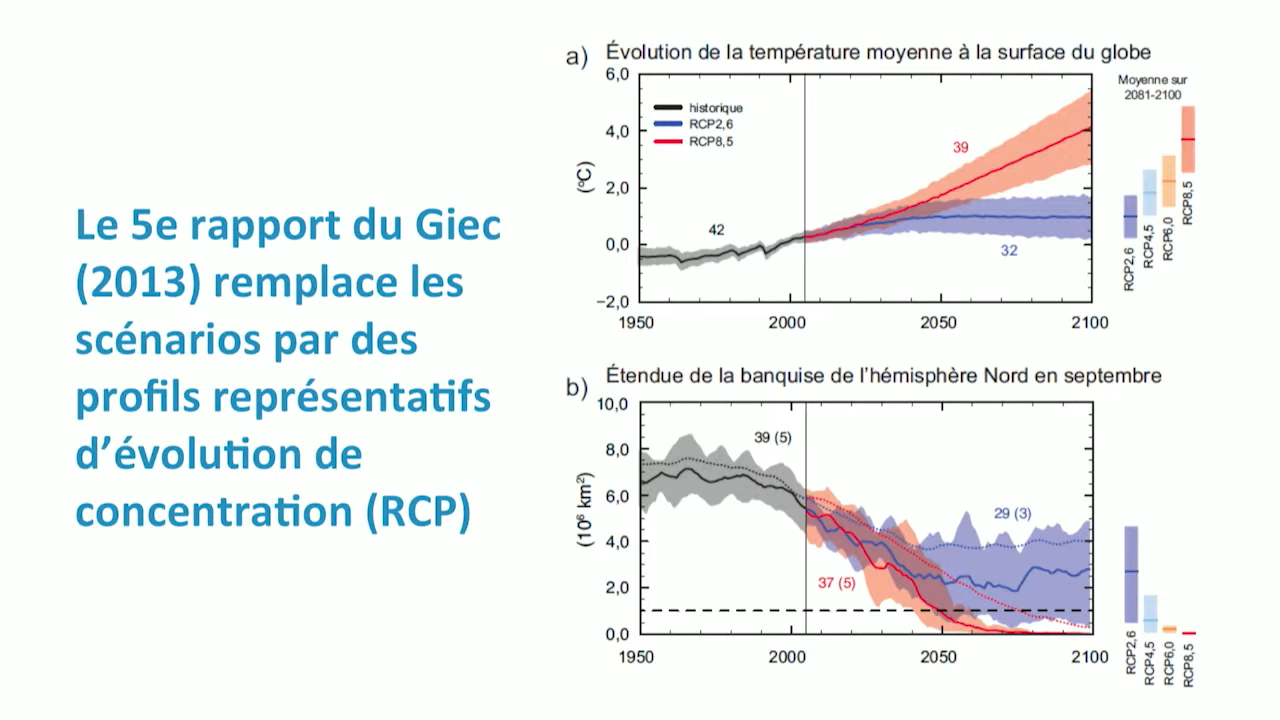 Le 5e rapport du Giec
(2013) remplace les
scénarios par des
profils représentatifs
d’évolution de
concentration (RCP)
a) Évolution de la température moyenne à la surface du globe
6,0
4,0
2,0
0,0
−2,0
(°C)
historique
RCP2,6
RCP8,5
42
39
32
1950
2000
2050
2100
Moyenne sur
2081-2100
RCP2,6
RCP4,5
RCP6,0
RCP8,5
b) Étendue de la banquise de l’hémisphère Nord en septembre
10,0
8,0
6,0
4,0
2,0
0,0
(10⁶ km²)
39 (5)
29 (3)
37 (5)
1950
2000
2050
2100
RCP2,6
RCP4,5
RCP6,0
RCP8,5